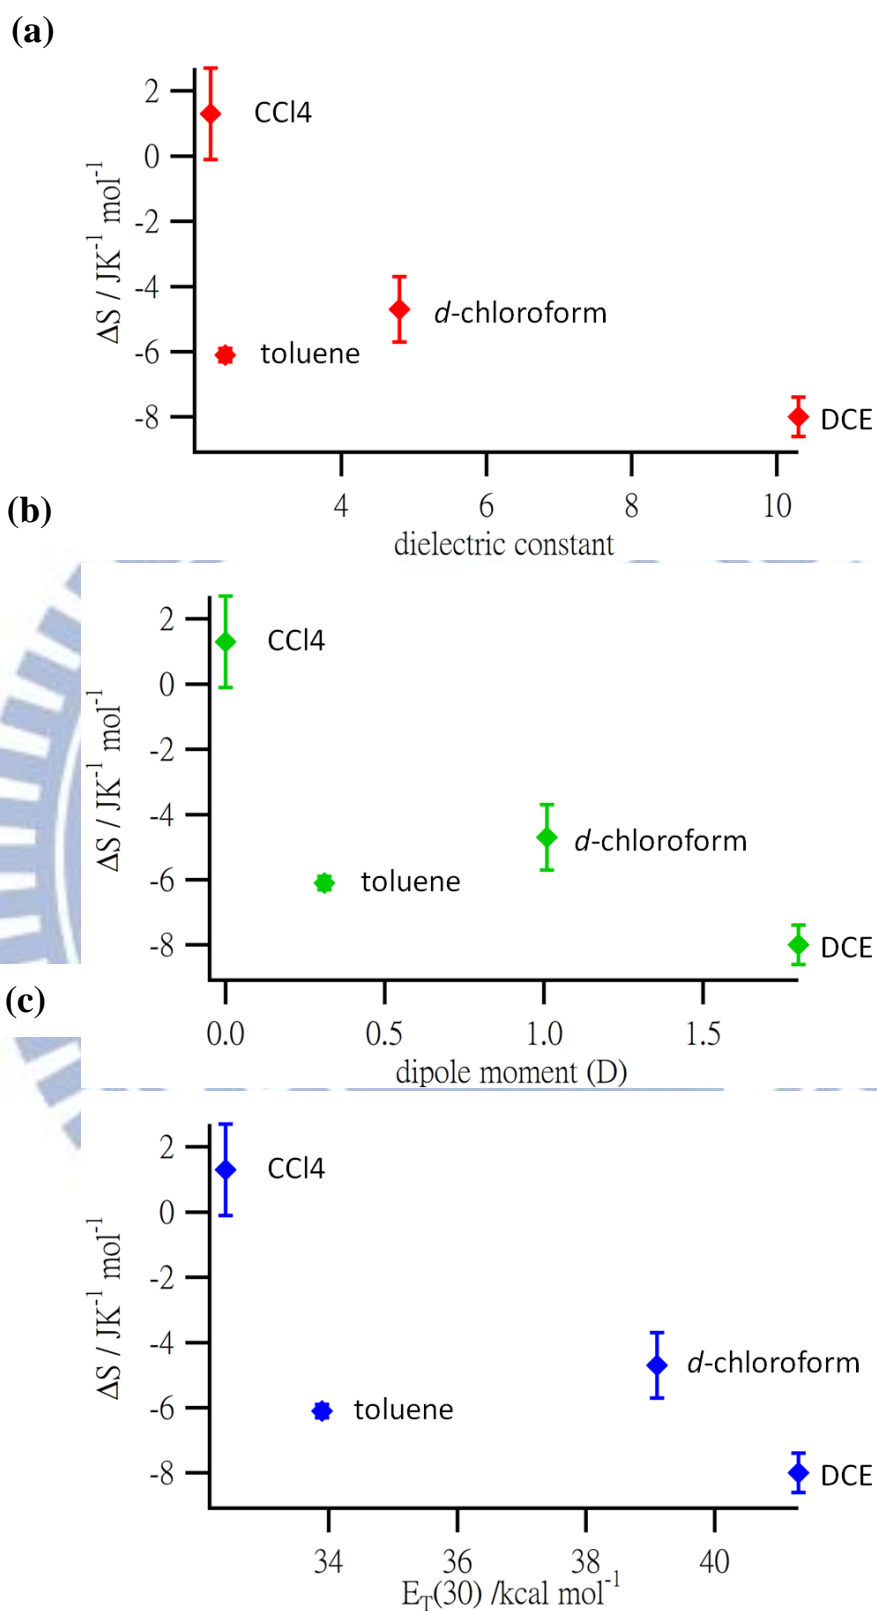 (a)
2
CCl4
0
-2
-4
d-chloroform
-6
toluene
-8
DCE
ΔS / JK⁻¹ mol⁻¹
4 6 8 10
dielectric constant
(b)
2
CCl4
0
-2
-4
d-chloroform
-6
toluene
-8
DCE
ΔS / JK⁻¹ mol⁻¹
0.0 0.5 1.0 1.5
dipole moment (D)
(c)
2
CCl4
0
-2
-4
d-chloroform
-6
toluene
-8
DCE
ΔS / JK⁻¹ mol⁻¹
34 36 38 40
E_T(30) /kcal mol⁻¹